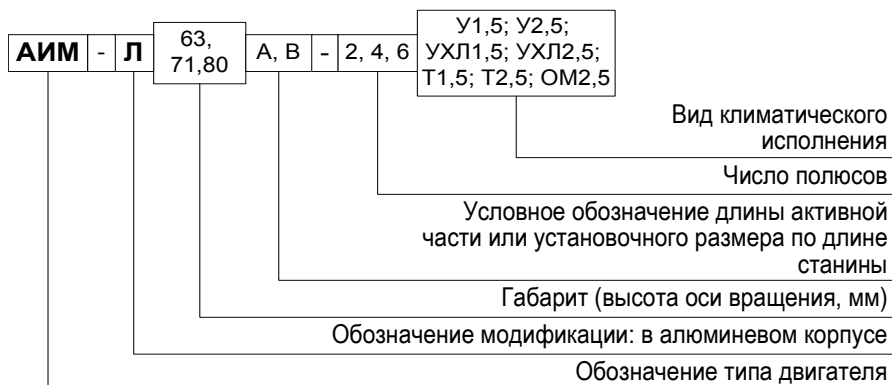 АИМ - Л 63, 71,80 А, В - 2, 4, 6 У1,5; У2,5; УХЛ1,5; УХЛ2,5; Т1,5; Т2,5; ОМ2,5
Вид климатического
исполнения
Число полюсов
Условное обозначение длины активной
части или установочного размера по длине
станины
Габарит (высота оси вращения, мм)
Обозначение модификации: в алюминевом корпусе
Обозначение типа двигателя